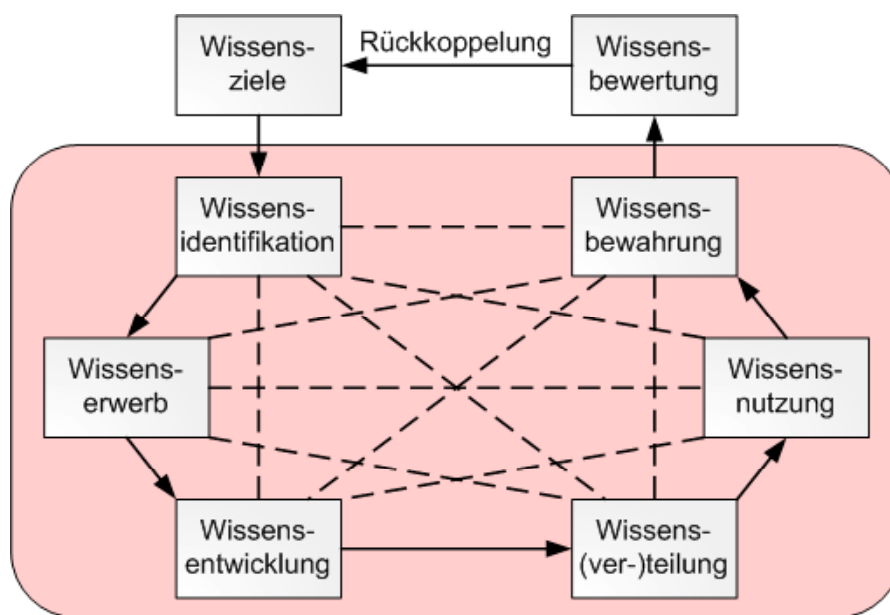 Wissens-
ziele
Rückkoppelung
Wissens-
bewertung
Wissens-
identifikation
Wissens-
bewahrung
Wissens-
erwerb
Wissens-
nutzung
Wissens-
entwicklung
Wissens-
(ver-)teilung